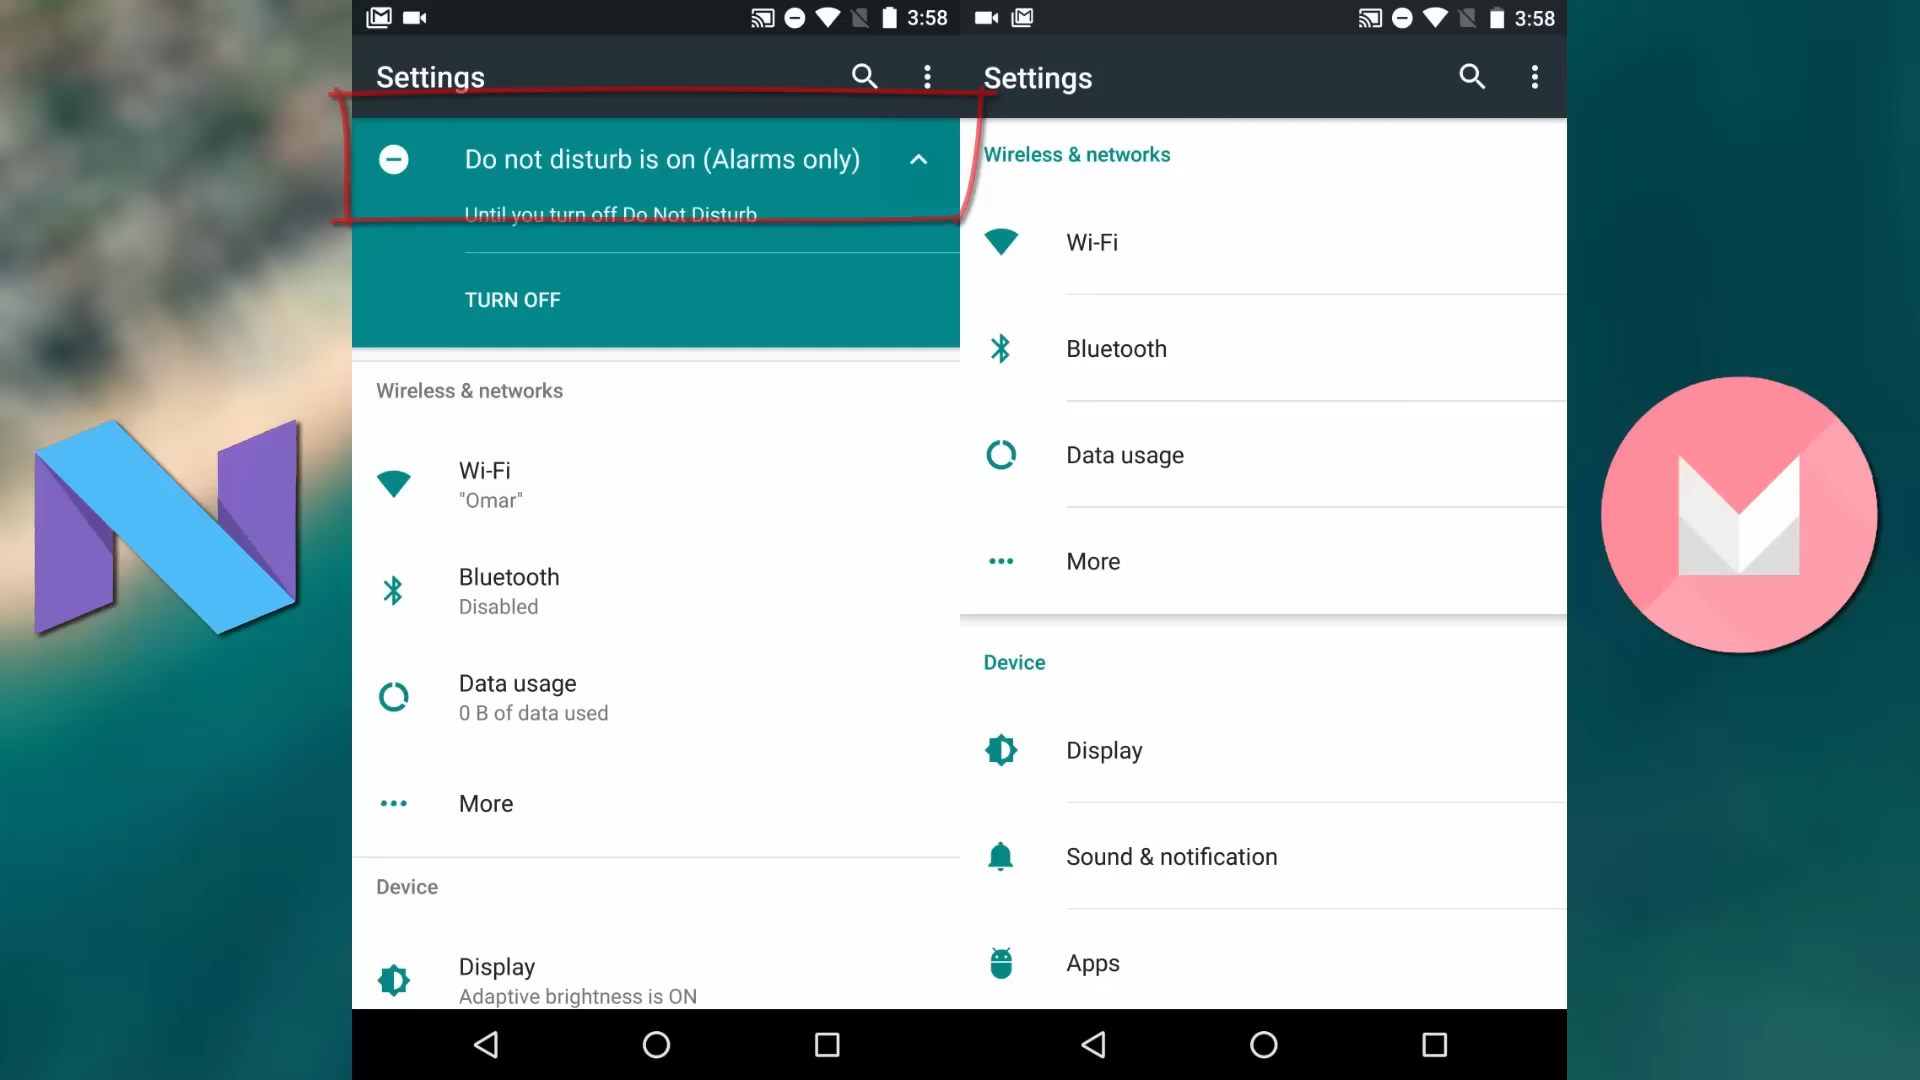 3:58
Settings
Do not disturb is on (Alarms only)
Until you turn off Do Not Disturb
TURN OFF
Wireless & networks
Wi-Fi
"Omar"
Bluetooth
Disabled
Data usage
0 B of data used
More
Device
Display
Adaptive brightness is ON
3:58
Settings
Wireless & networks
Wi-Fi
Bluetooth
Data usage
More
Device
Display
Sound & notification
Apps